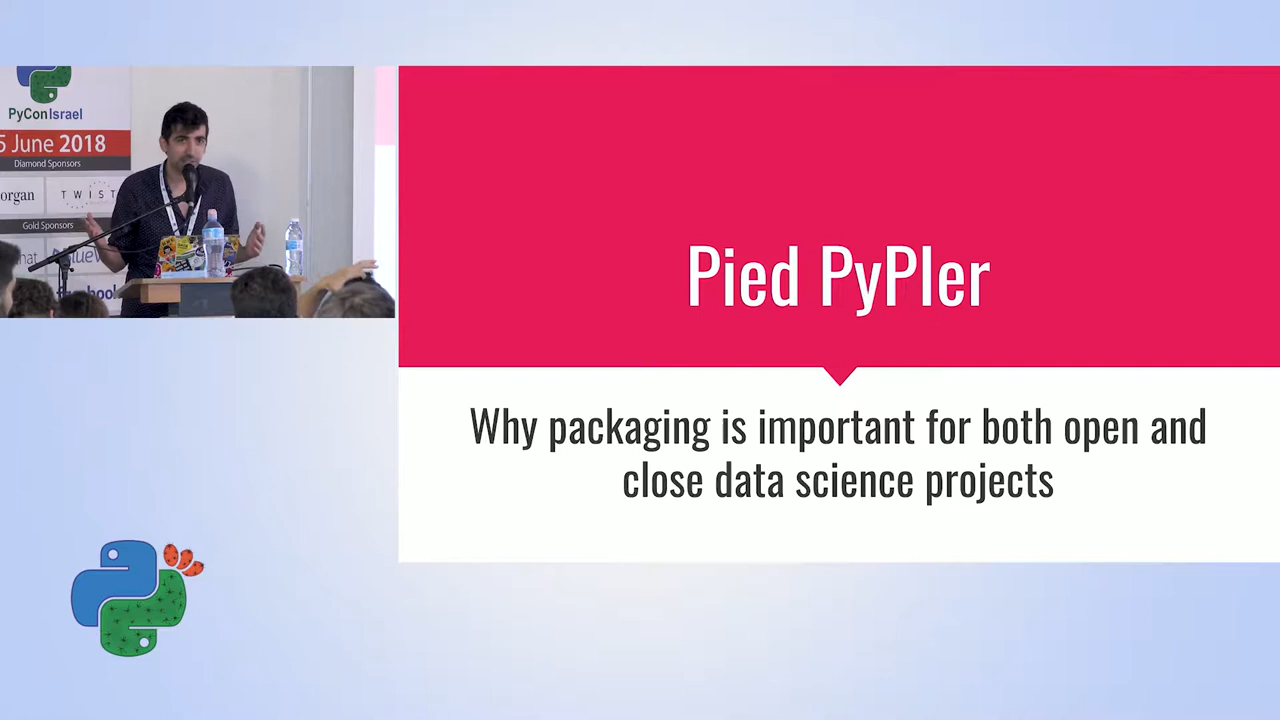 PyConIsrael
5 June 2018
Diamond Sponsors
organ
TWIST
Gold Sponsors
Pied PyPIer
Why packaging is important for both open and
close data science projects